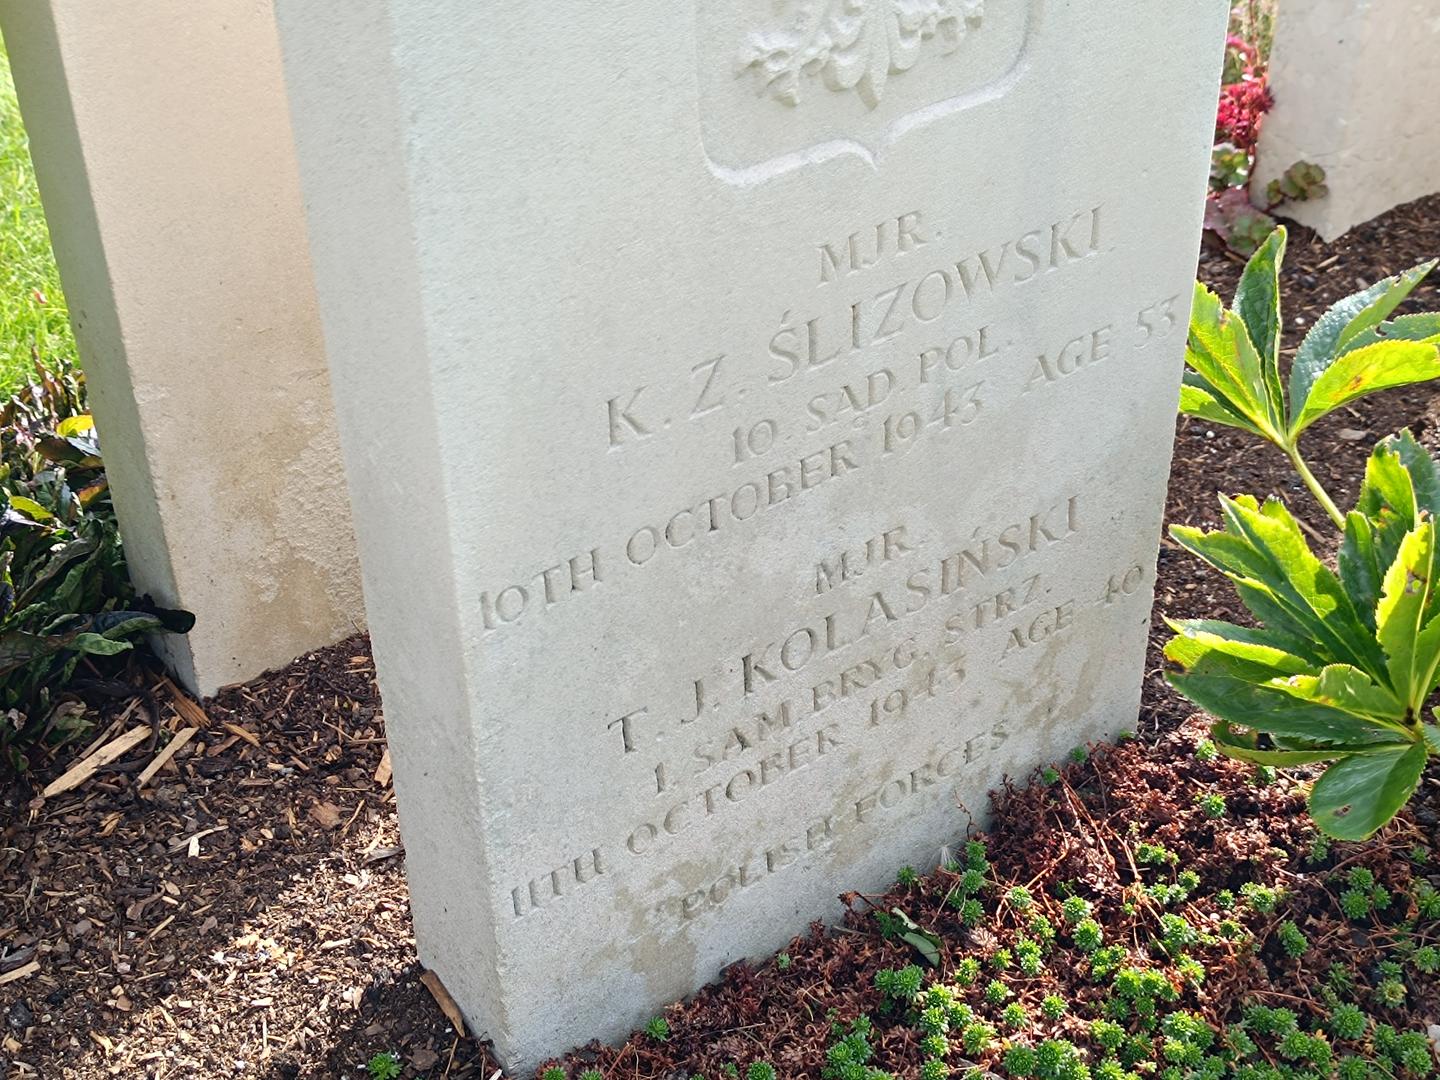 MJR.
K. Z. ŚLIZOWSKI
10. SAD. POL.
10TH OCTOBER 1943 AGE 53
MJR.
T. J. KOLASIŃSKI
1. SAM. BRYG. STRZ.
11TH OCTOBER 1943 AGE 40
POLISH FORCES